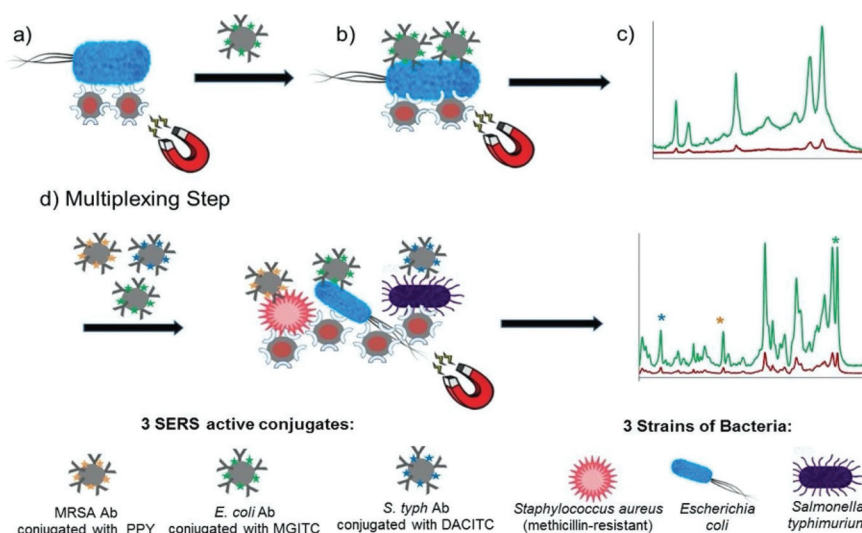 a)
b)
c)
d) Multiplexing Step
*
*
*
3 SERS active conjugates:
3 Strains of Bacteria:
MRSA Ab
conjugated with PPY
E. coli Ab
conjugated with MGITC
S. typh Ab
conjugated with DACITC
Staphylococcus aureus
(methicillin-resistant)
Escherichia
coli
Salmonella
typhimurium